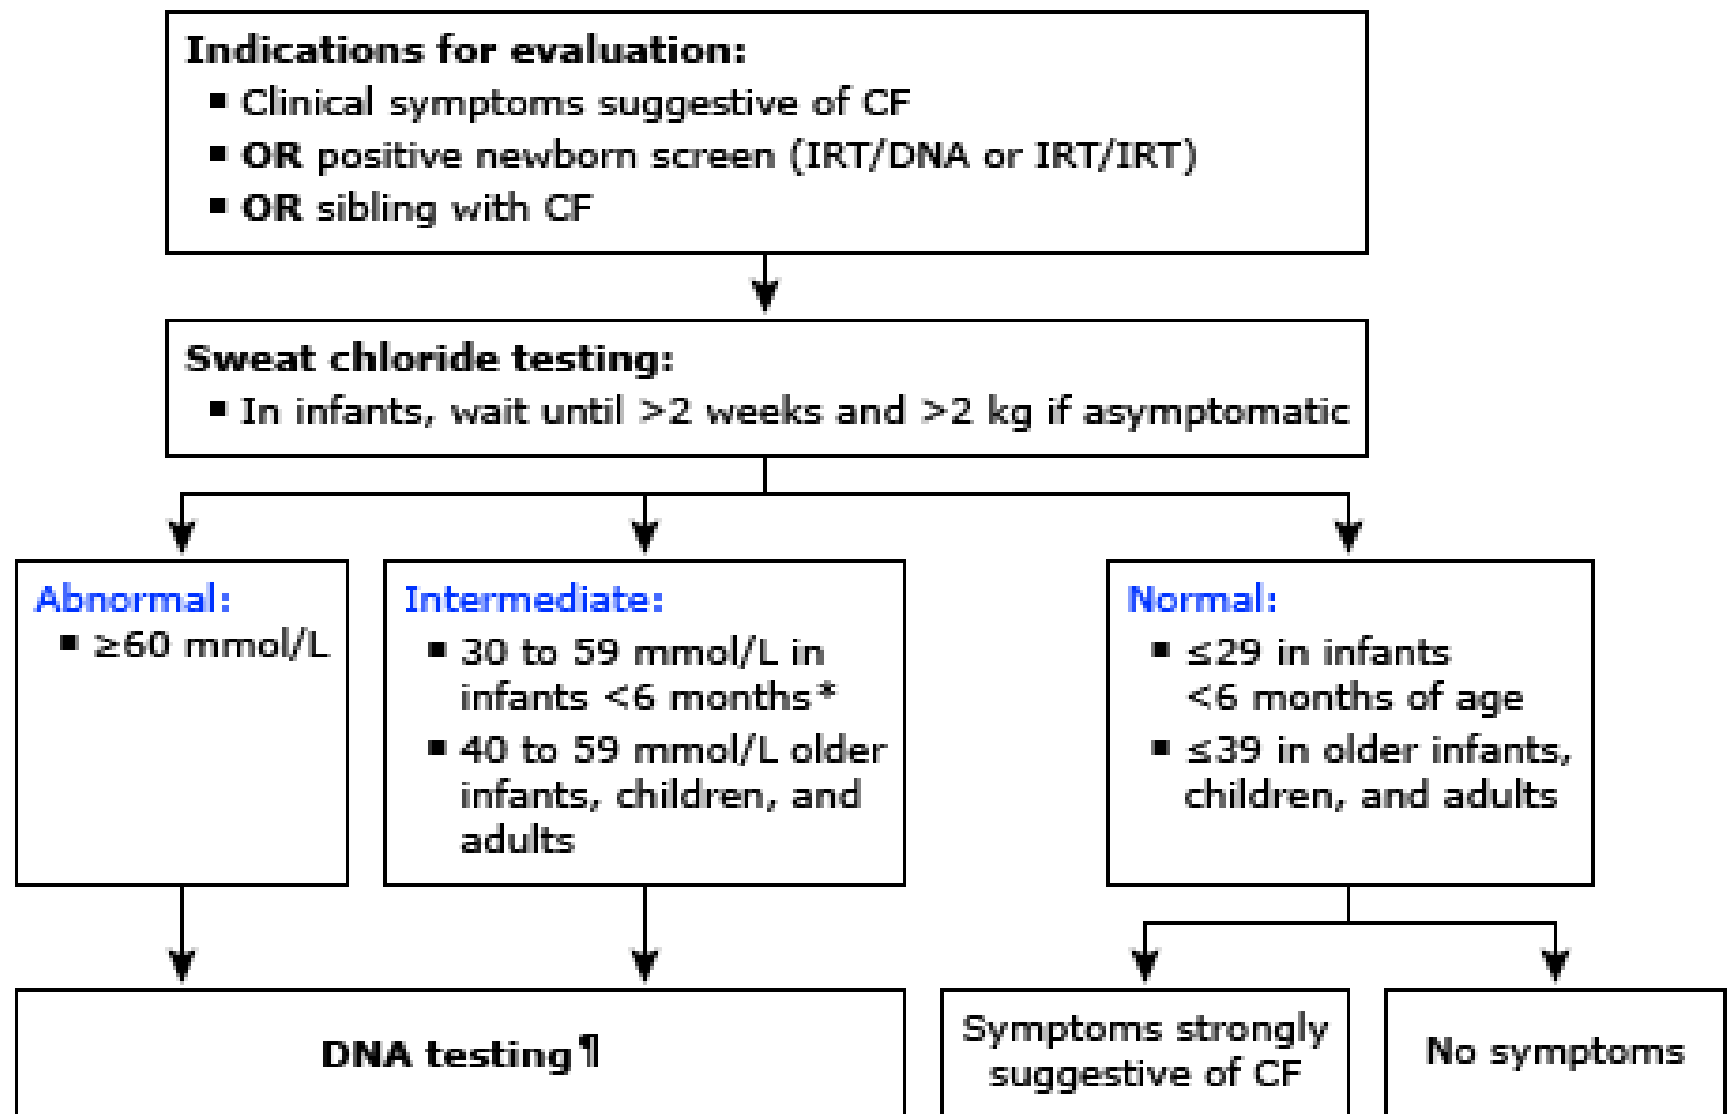 Indications for evaluation:
▪ Clinical symptoms suggestive of CF
▪ OR positive newborn screen (IRT/DNA or IRT/IRT)
▪ OR sibling with CF
Sweat chloride testing:
▪ In infants, wait until >2 weeks and >2 kg if asymptomatic
Abnormal:
▪ ≥60 mmol/L
Intermediate:
▪ 30 to 59 mmol/L in
infants <6 months*
▪ 40 to 59 mmol/L older
infants, children, and
adults
Normal:
▪ ≤29 in infants
<6 months of age
▪ ≤39 in older infants,
children, and adults
DNA testing¶
Symptoms strongly
suggestive of CF
No symptoms